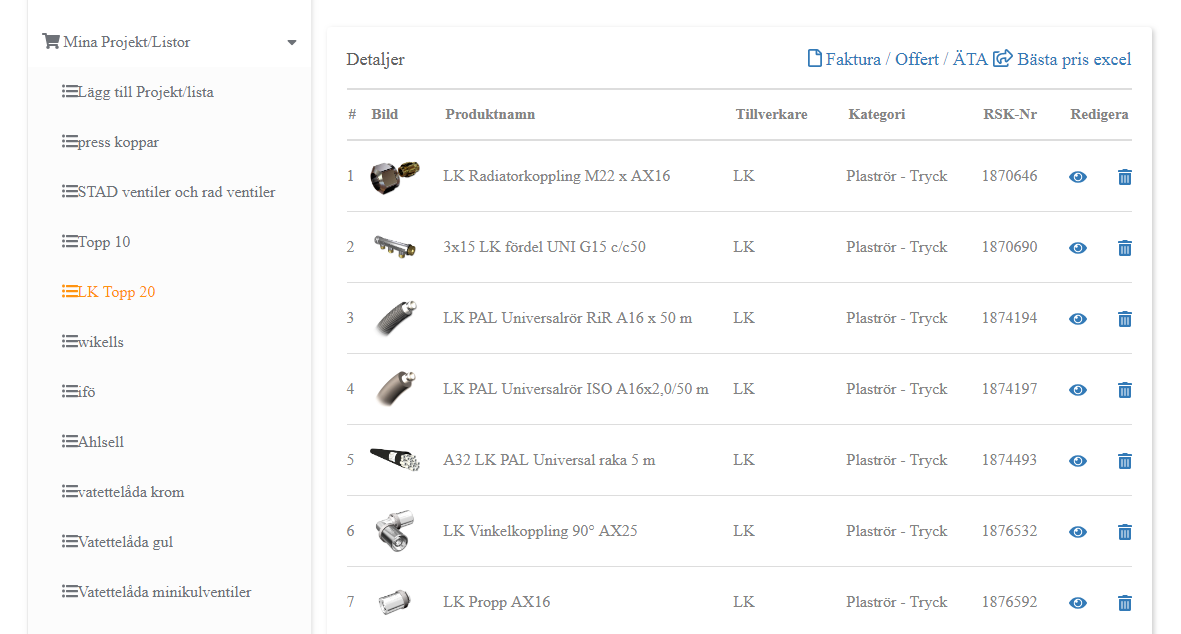 Mina Projekt/Listor
Lägg till Projekt/lista
press koppar
STAD ventiler och rad ventiler
Topp 10
LK Topp 20
wikells
ifö
Ahlsell
vatettelåda krom
Vatettelåda gul
Vatettelåda minikulventiler
Detaljer
Faktura / Offert / ÄTA Bästa pris excel
# Bild Produktnamn Tillverkare Kategori RSK-Nr Redigera
1 LK Radiatorkoppling M22 x AX16 LK Plaströr - Tryck 1870646
2 3x15 LK fördel UNI G15 c/c50 LK Plaströr - Tryck 1870690
3 LK PAL Universalrör RiR A16 x 50 m LK Plaströr - Tryck 1874194
4 LK PAL Universalrör ISO A16x2,0/50 m LK Plaströr - Tryck 1874197
5 A32 LK PAL Universal raka 5 m LK Plaströr - Tryck 1874493
6 LK Vinkelkoppling 90° AX25 LK Plaströr - Tryck 1876532
7 LK Propp AX16 LK Plaströr - Tryck 1876592